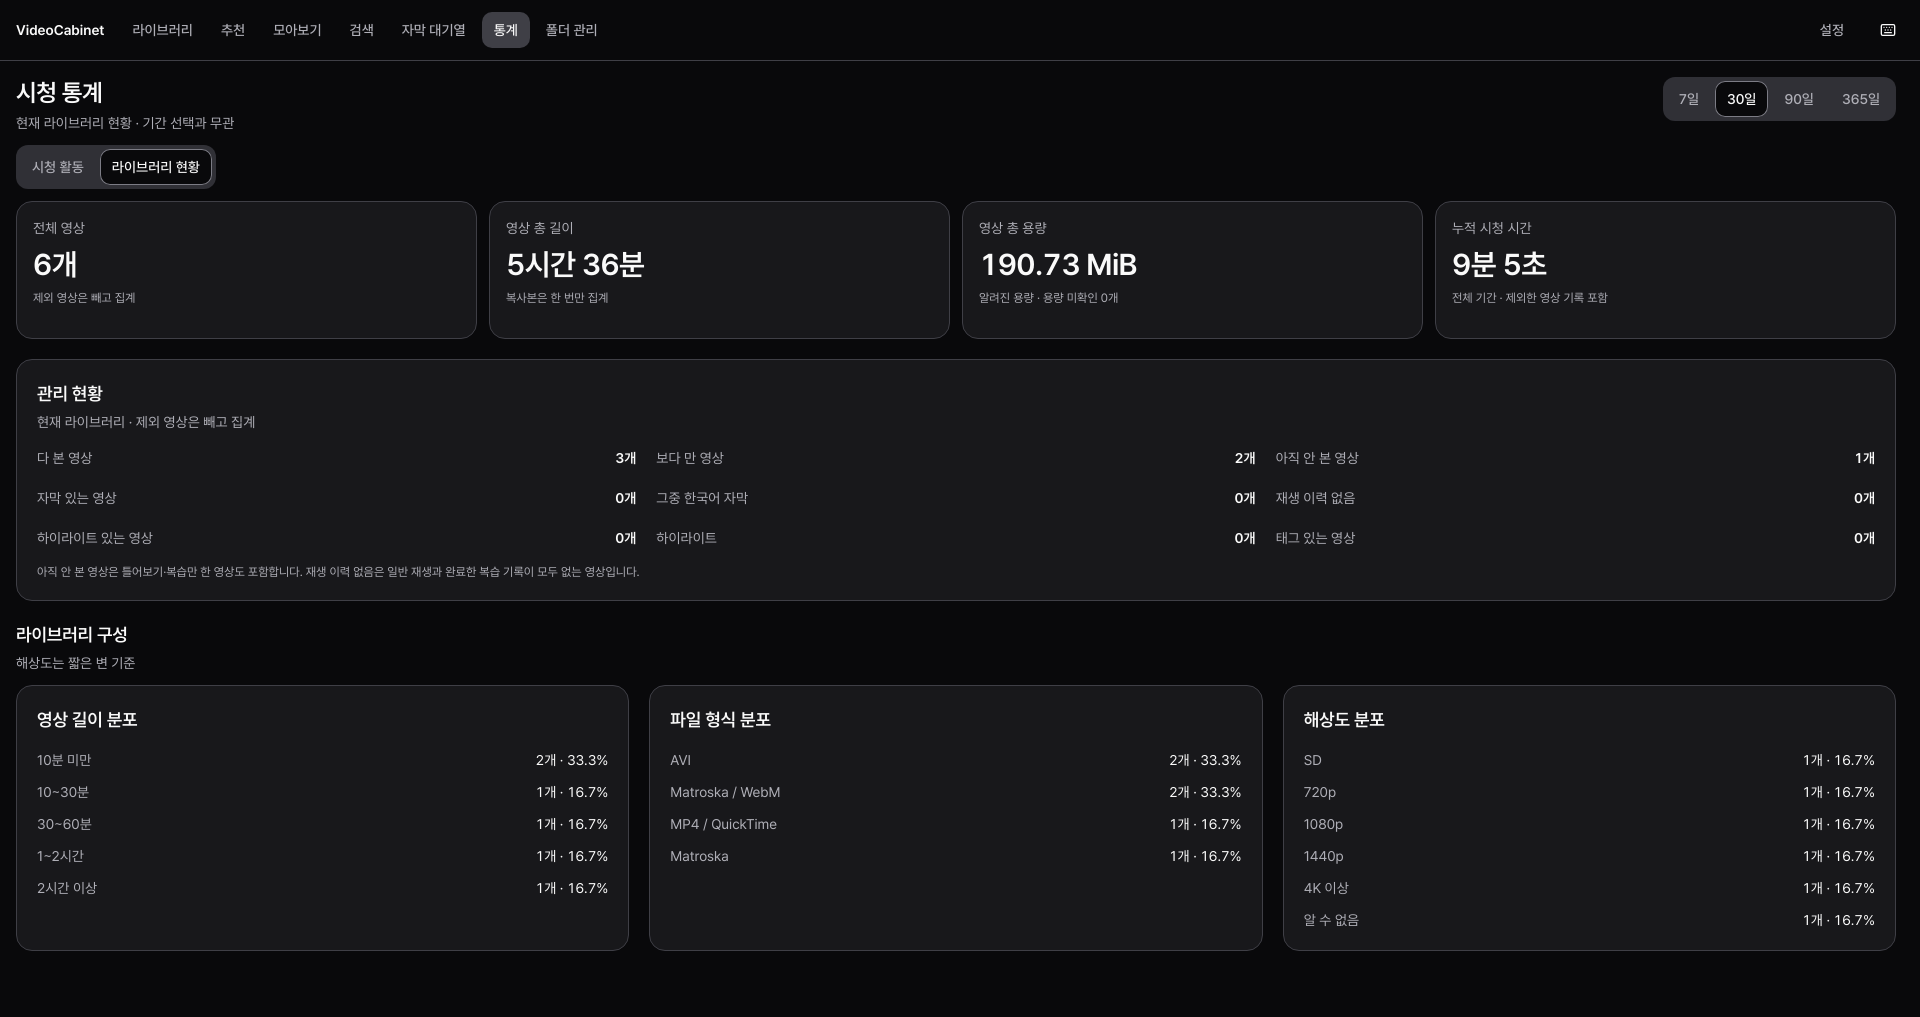 VideoCabinet 라이브러리 추천 모아보기 검색 자막 대기열 통계 폴더 관리 설정
시청 통계
현재 라이브러리 현황 · 기간 선택과 무관
7일 30일 90일 365일
시청 활동 라이브러리 현황
전체 영상
6개
제외 영상은 빼고 집계
영상 총 길이
5시간 36분
복사본은 한 번만 집계
영상 총 용량
190.73 MiB
알려진 용량 · 용량 미확인 0개
누적 시청 시간
9분 5초
전체 기간 · 제외한 영상 기록 포함
관리 현황
현재 라이브러리 · 제외 영상은 빼고 집계
다 본 영상 3개 보다 만 영상 2개 아직 안 본 영상 1개
자막 있는 영상 0개 그중 한국어 자막 0개 재생 이력 없음 0개
하이라이트 있는 영상 0개 하이라이트 0개 태그 있는 영상 0개
아직 안 본 영상은 틀어보기·복습만 한 영상도 포함합니다. 재생 이력 없음은 일반 재생과 완료한 복습 기록이 모두 없는 영상입니다.
라이브러리 구성
해상도는 짧은 변 기준
영상 길이 분포
10분 미만 2개 · 33.3%
10~30분 1개 · 16.7%
30~60분 1개 · 16.7%
1~2시간 1개 · 16.7%
2시간 이상 1개 · 16.7%
파일 형식 분포
AVI 2개 · 33.3%
Matroska / WebM 2개 · 33.3%
MP4 / QuickTime 1개 · 16.7%
Matroska 1개 · 16.7%
해상도 분포
SD 1개 · 16.7%
720p 1개 · 16.7%
1080p 1개 · 16.7%
1440p 1개 · 16.7%
4K 이상 1개 · 16.7%
알 수 없음 1개 · 16.7%